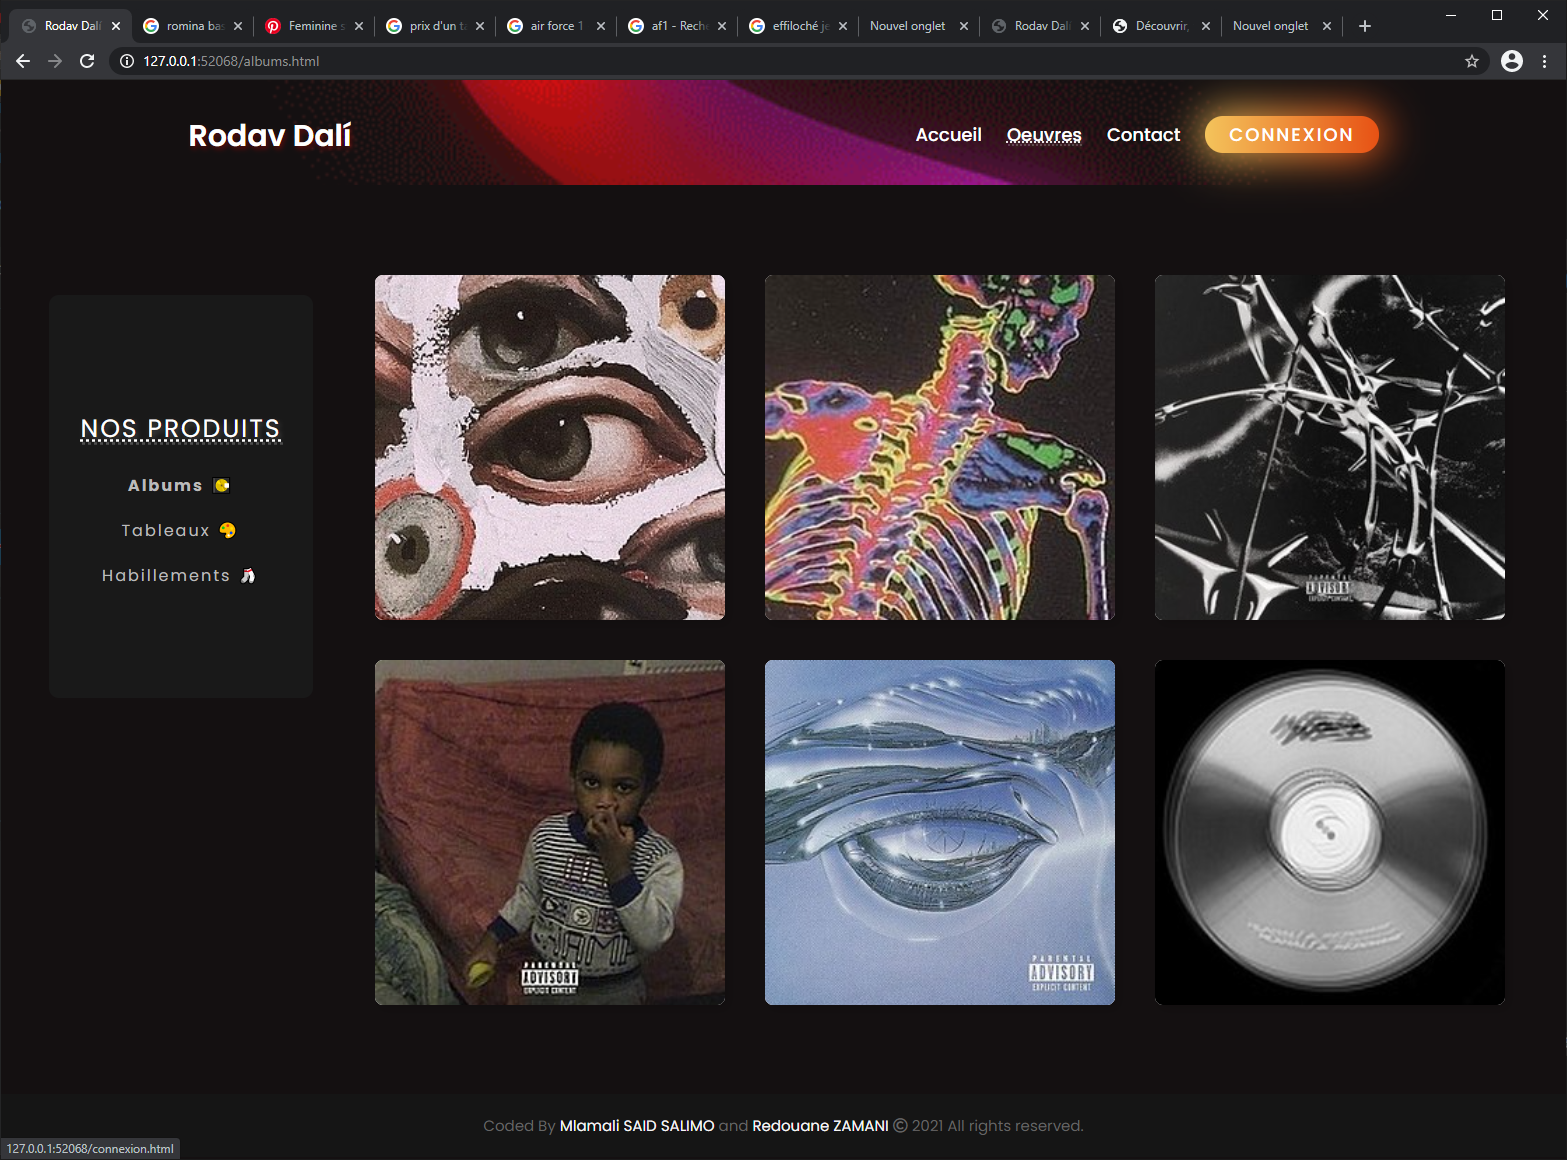 Rodav Dalí
romina bas
Feminine s
prix d'un ta
air force 1
af1 - Reche
effiloché je
Nouvel onglet
Rodav Dalí
Découvrir,
Nouvel onglet
127.0.0.1:52068/albums.html
Rodav Dalí
Accueil
Oeuvres
Contact
CONNEXION
NOS PRODUITS
Albums
Tableaux
Habillements
PARENTAL
ADVISORY
EXPLICIT CONTENT
PARENTAL
ADVISORY
EXPLICIT CONTENT
PARENTAL
ADVISORY
EXPLICIT CONTENT
Coded By Mlamali SAID SALIMO and Redouane ZAMANI © 2021 All rights reserved.
127.0.0.1:52068/connexion.html